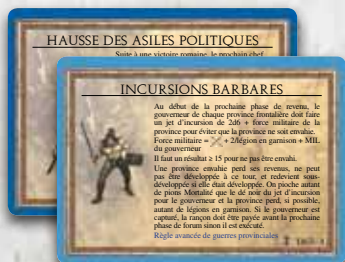 HAUSSE DES ASILES POLITIQUES
Suite à une victoire romaine, le prochain chef
INCURSIONS BARBARES
Au début de la prochaine phase de revenu, le
gouverneur de chaque province frontalière doit faire
un jet d'incursion de 2d6 + force militaire de la
province pour éviter que la province ne soit envahie.
Force militaire = + 2/légion en garnison + MIL
du gouverneur
Il faut un résultat ≥ 15 pour ne pas être envahi.
Une province envahie perd ses revenus, ne peut
pas être développée à ce tour, et redevient sous-
développée si elle était développée. On pioche autant
de pions Mortalité que le dé noir du jet d'incursion
pour le gouverneur et la province perd, si possible,
autant de légions en garnison. Si le gouverneur est
capturé, la rançon doit être payée avant la prochaine
phase de forum sinon il est exécuté.
Règle avancée de guerres provinciales